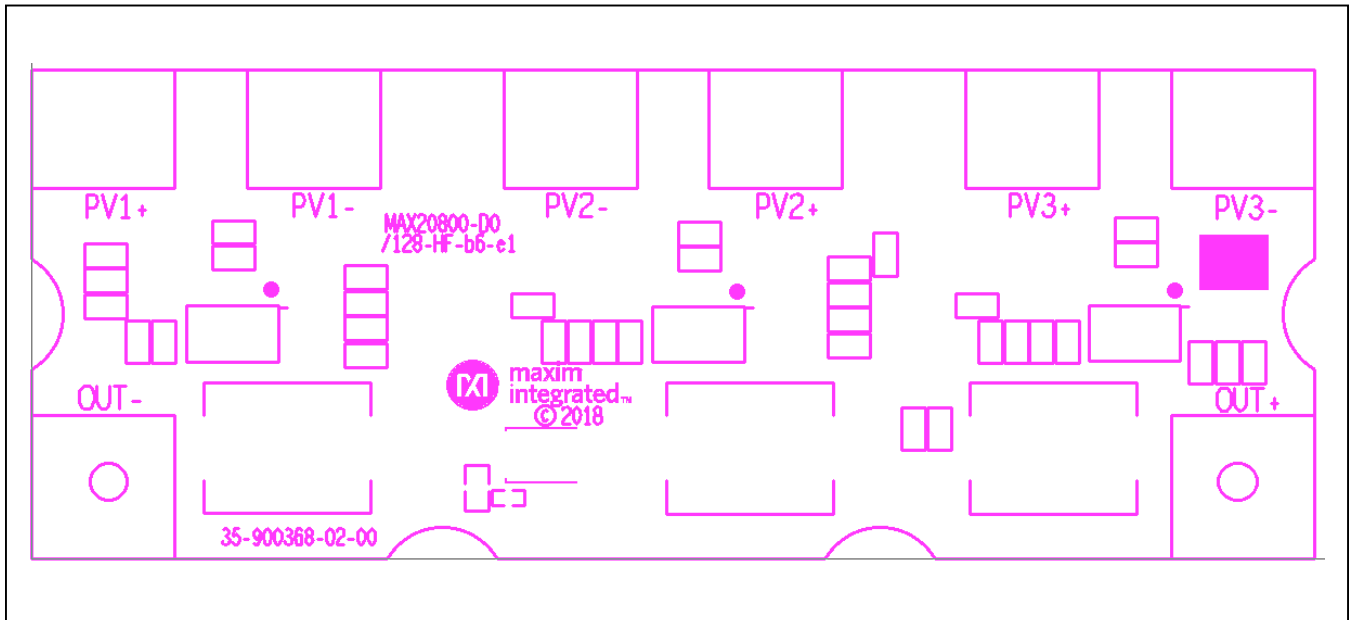 PV1+
PV1-
PV2-
PV2+
PV3+
PV3-
MAX20800-D0
/128-HF-b6-e1
maxim
integrated™
© 2018
OUT-
OUT+
35-900368-02-00